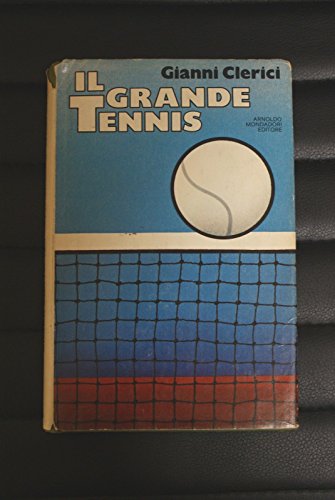 Gianni Clerici
IL
GRANDE
TENNIS
ARNOLDO
MONDADORI
EDITORE